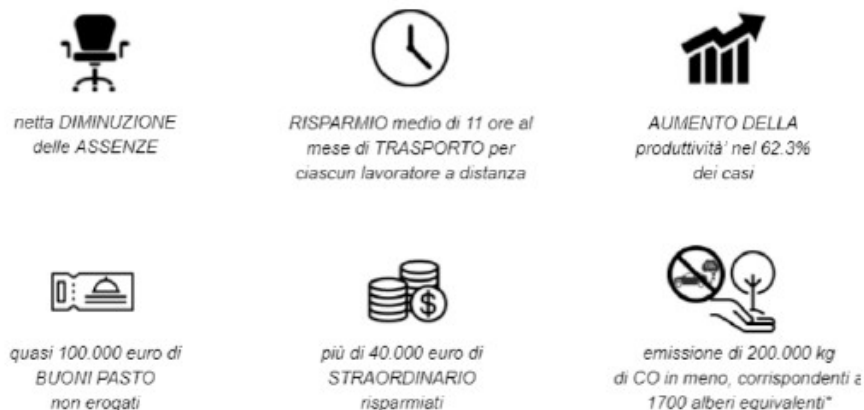 netta DIMINUZIONE
delle ASSENZE
RISPARMIO medio di 11 ore al
mese di TRASPORTO per
ciascun lavoratore a distanza
AUMENTO DELLA
produttività' nel 62.3%
dei casi
quasi 100.000 euro di
BUONI PASTO
non erogati
più di 40.000 euro di
STRAORDINARIO
risparmiati
emissione di 200.000 kg
di CO in meno, corrispondenti a
1700 alberi equivalenti"